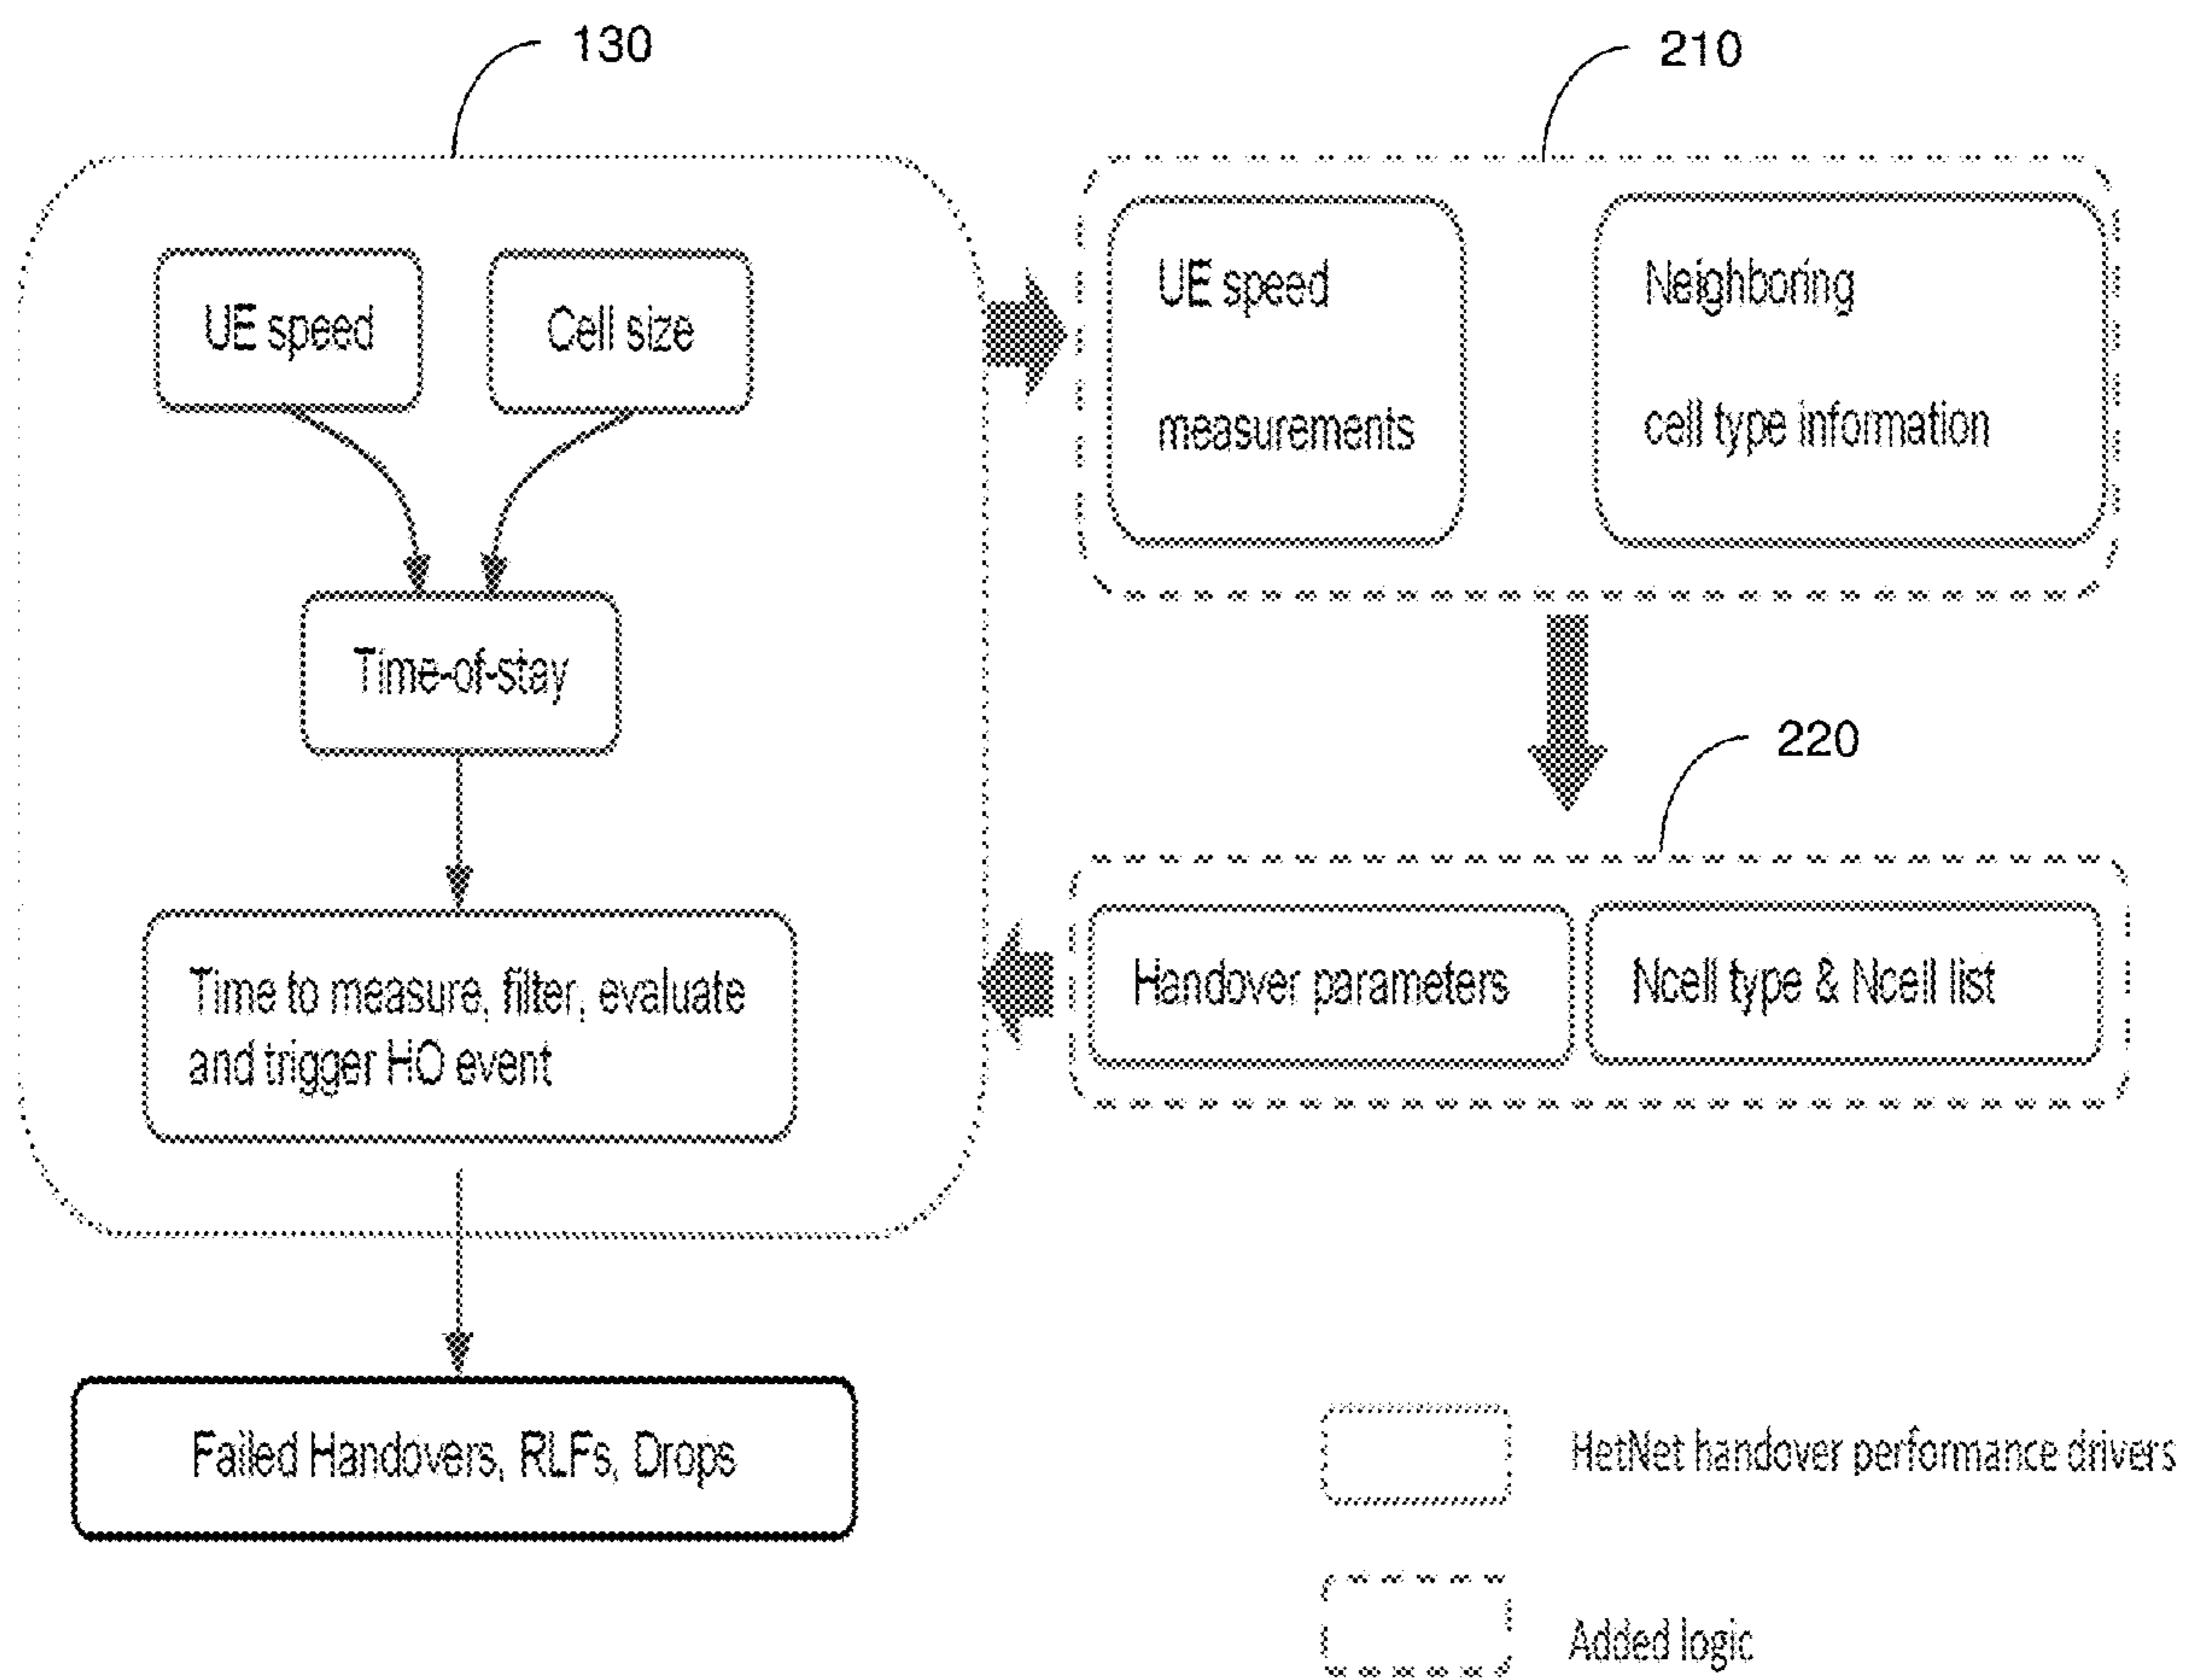 130
210
UE speed
Cell size
UE speed
measurements
Neighboring
cell type information
Time-of-stay
220
Time to measure, filter, evaluate
and trigger HO event
Handover parameters
Ncell type & Ncell list
Failed Handovers, RLFs, Drops
HetNet handover performance drivers
Added logic